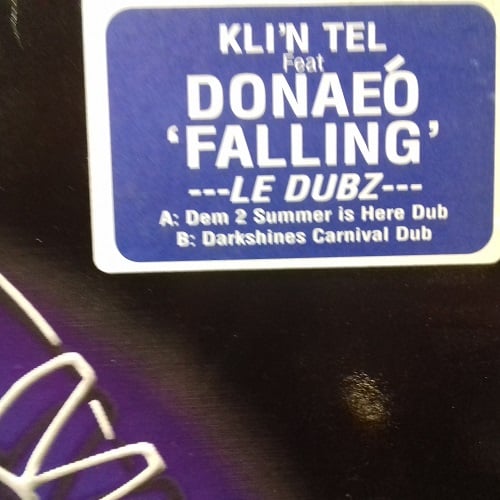 KLI'N TEL
Feat
DONAEÓ
'FALLING'
---LE DUBZ---
A: Dem 2 Summer is Here Dub
B: Darkshines Carnival Dub